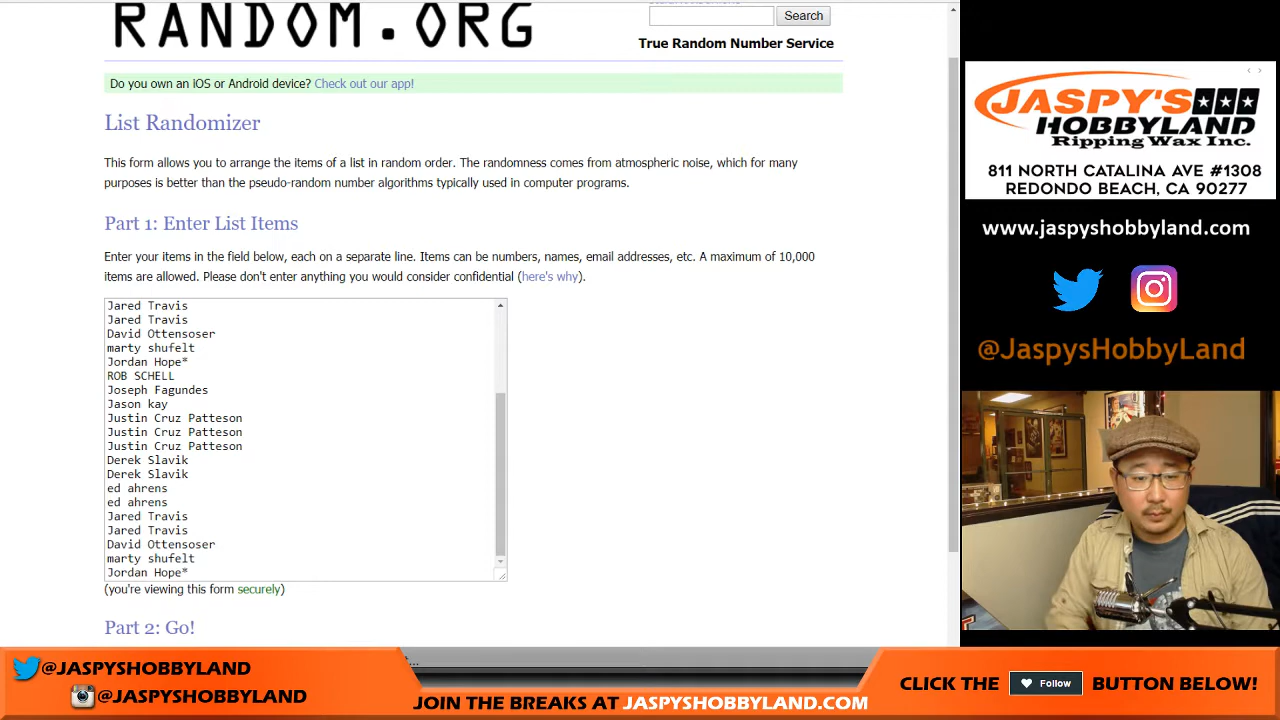 RANDOM.ORG
Search
True Random Number Service
Do you own an iOS or Android device? Check out our app!
List Randomizer
This form allows you to arrange the items of a list in random order. The randomness comes from atmospheric noise, which for many
purposes is better than the pseudo-random number algorithms typically used in computer programs.
Part 1: Enter List Items
Enter your items in the field below, each on a separate line. Items can be numbers, names, email addresses, etc. A maximum of 10,000
items are allowed. Please don't enter anything you would consider confidential (here's why).
Jared Travis
Jared Travis
David Ottensoser
marty shufelt
Jordan Hope*
ROB SCHELL
Joseph Fagundes
Jason kay
Justin Cruz Patteson
Justin Cruz Patteson
Justin Cruz Patteson
Derek Slavik
Derek Slavik
ed ahrens
ed ahrens
Jared Travis
Jared Travis
David Ottensoser
marty shufelt
Jordan Hope*
(you're viewing this form securely)
Part 2: Go!
JASPY'S
HOBBYLAND
Ripping Wax Inc.
811 NORTH CATALINA AVE #1308
REDONDO BEACH, CA 90277
www.jaspyshobbyland.com
@JaspysHobbyLand
@JASPYSHOBBYLAND
@JASPYSHOBBYLAND
JOIN THE BREAKS AT JASPYSHOBBYLAND.COM
CLICK THE Follow BUTTON BELOW!